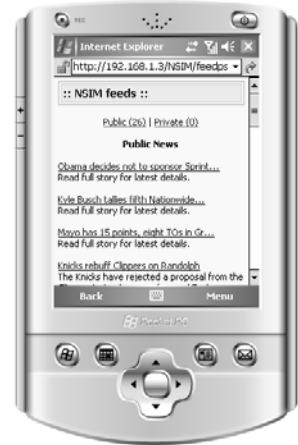 REC
Internet Explorer
http://192.168.1.3/NSIM/feedps
:: NSIM feeds ::
Public (26) | Private (0)
Public News
Obama decides not to sponsor Sprint...
Read full story for latest details.
Kyle Busch tallies fifth Nationwide...
Read full story for latest details.
Mayo has 15 points, eight TOs in Gr...
Read full story for latest details.
Knicks rebuff Clippers on Randolph
The Knicks have rejected a proposal from the
Back Menu
Pocket PC